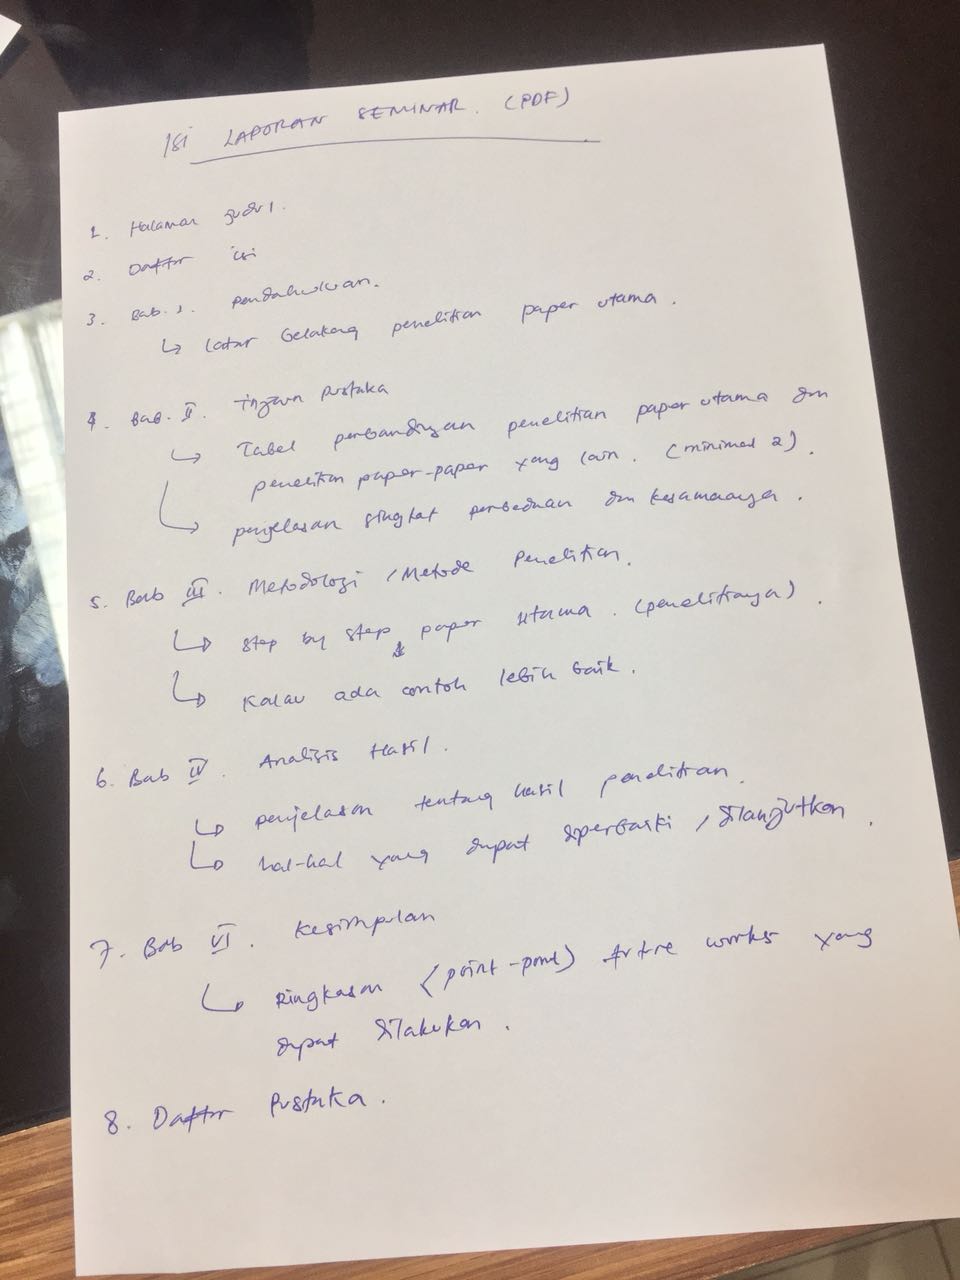 Isi LAPORAN SEMINAR. (PDF)
1. Halaman judul.
2. Daftar isi
3. Bab. I. pendahuluan.
↳ latar belakang penelitian paper utama.
4. Bab. II. Tinjauan Pustaka
↳ Tabel perbandingan penelitian paper utama dan
penelitian paper-paper yang lain. (minimal 2).
↳ penjelasan singkat perbedaan dan kesamaanya.
5. Bab III. Metodologi / Metode Penelitian.
↳ step by step paper utama. (penelitianya).
↳ Kalau ada contoh lebih baik.
6. Bab IV. Analisis Hasil.
↳ penjelasan tentang hasil penelitian.
↳ hal-hal yang dapat diperbaiki / dilanjutkan.
7. Bab VI. Kesimpulan
↳ Ringkasan (point-point) future works yang
dapat dilakukan.
8. Daftar Pustaka.